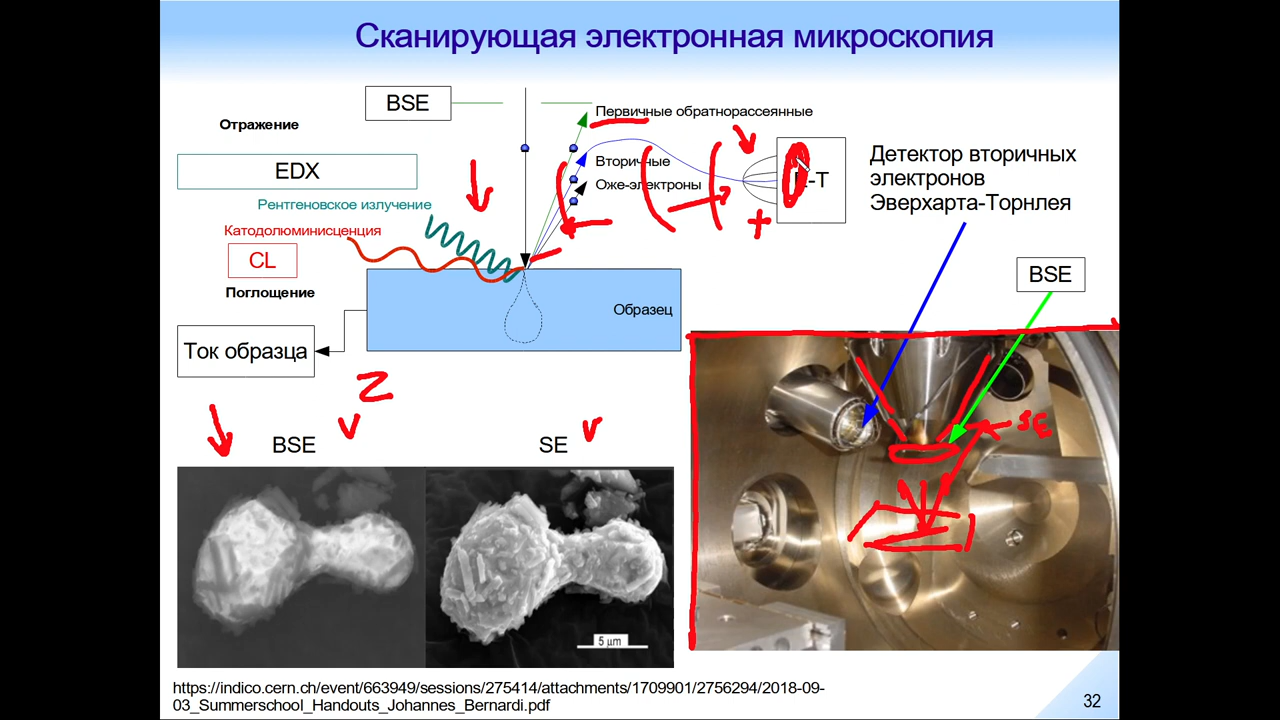 Сканирующая электронная микроскопия
BSE
Первичные обратнорассеянные
Отражение
Вторичные
Оже-электроны
E-T
Детектор вторичных
электронов
Эверхарта-Торнлея
EDX
Рентгеновское излучение
Катодолюминисценция
CL
Поглощение
Образец
BSE
Ток образца
Z
BSE
SE
SE
5 µm
https://indico.cern.ch/event/663949/sessions/275414/attachments/1709901/2756294/2018-09-
03_Summerschool_Handouts_Johannes_Bernardi.pdf
32